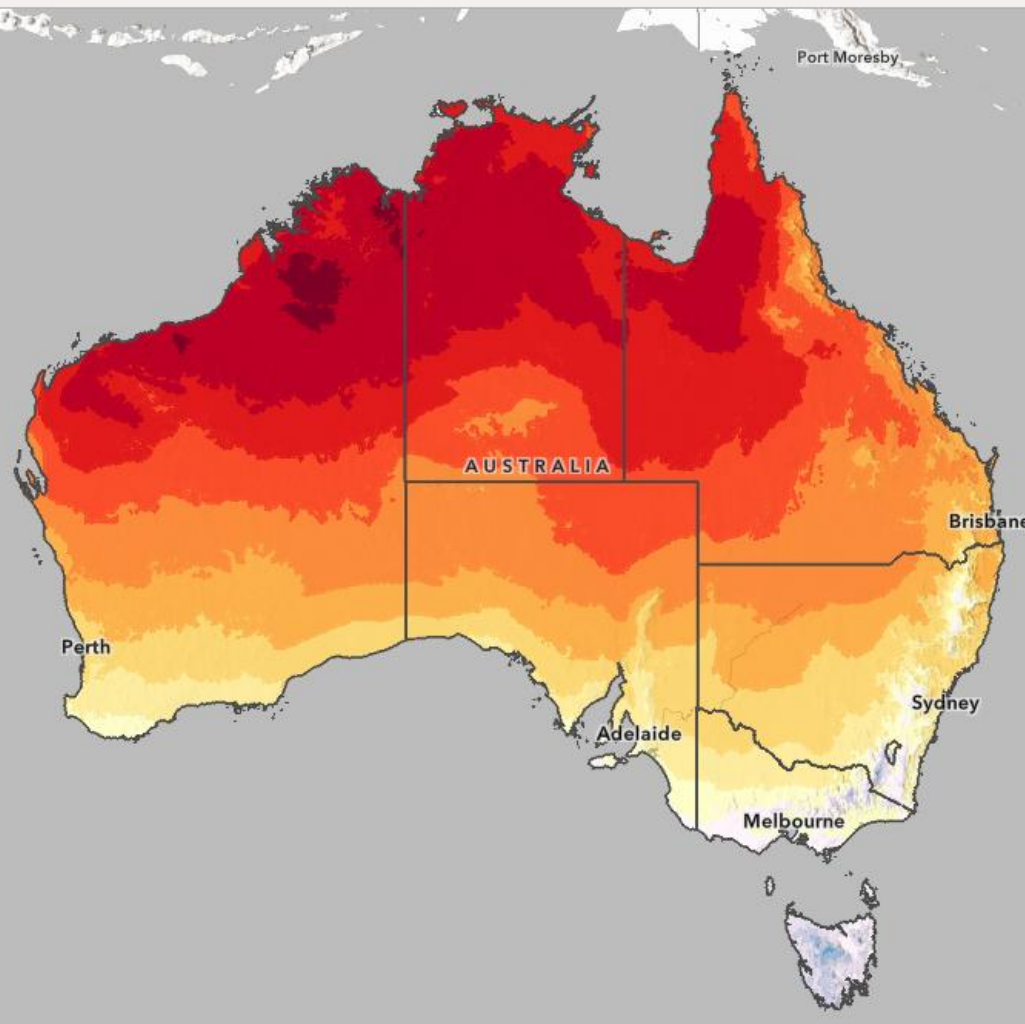 Port Moresby
AUSTRALIA
Brisbane
Perth
Sydney
Adelaide
Melbourne